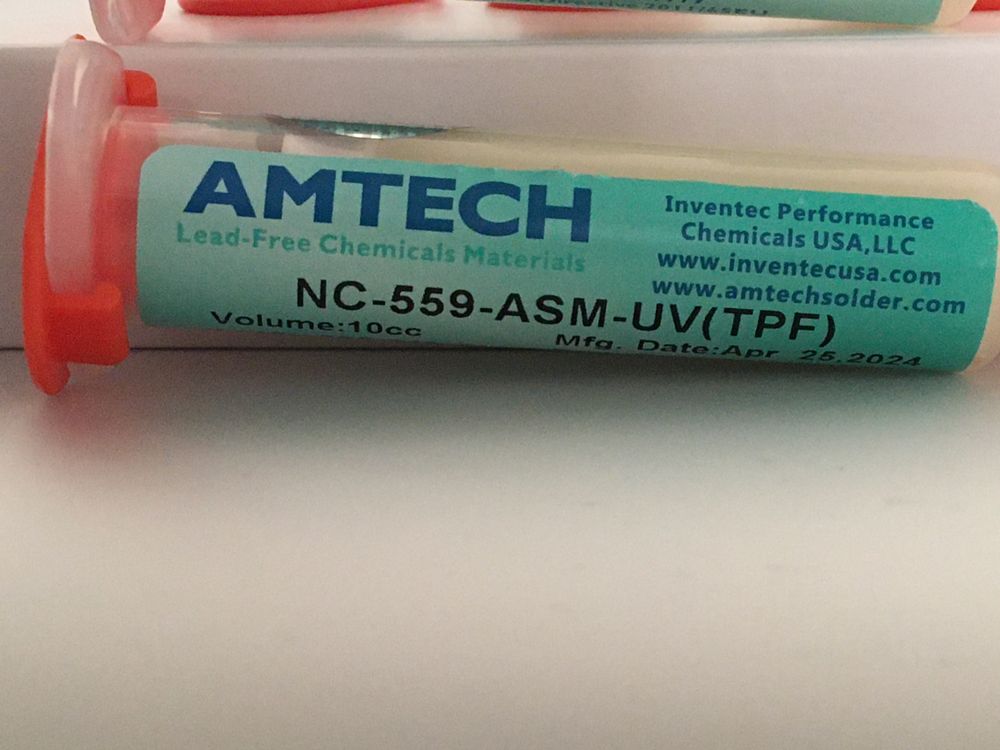 AMTECH
Lead-Free Chemicals Materials
Inventec Performance
Chemicals USA,LLC
www.inventecusa.com
www.amtechsolder.com
NC-559-ASM-UV(TPF)
Volume:10cc
Mfg. Date:Apr 25,2024